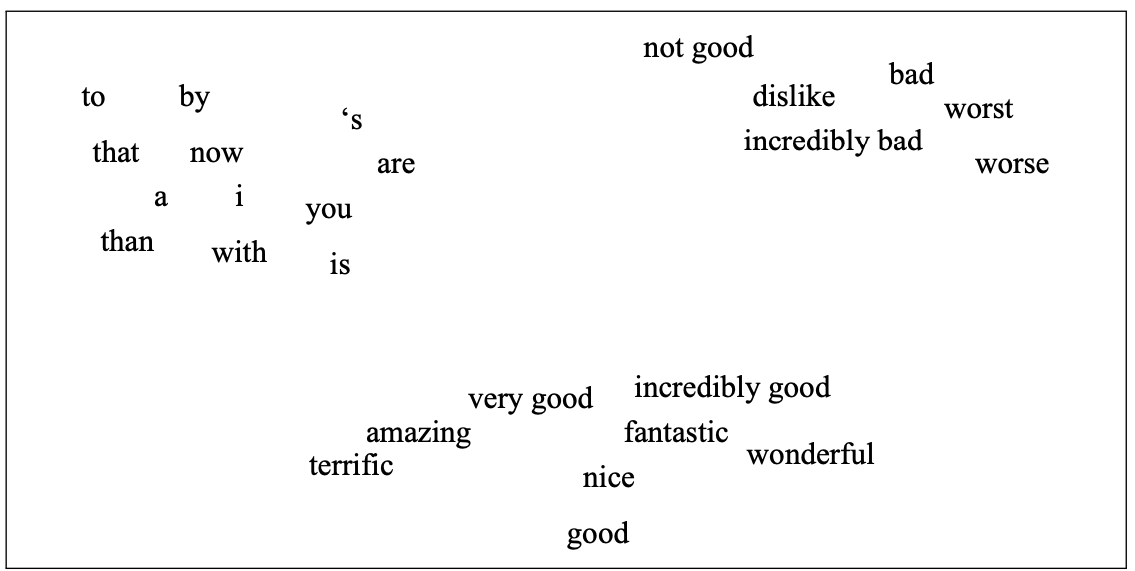 not good
bad
dislike
worst
incredibly bad
worse
to by
‘s
that now
are
a i
you
than
with
is
very good
incredibly good
amazing
fantastic
wonderful
terrific
nice
good